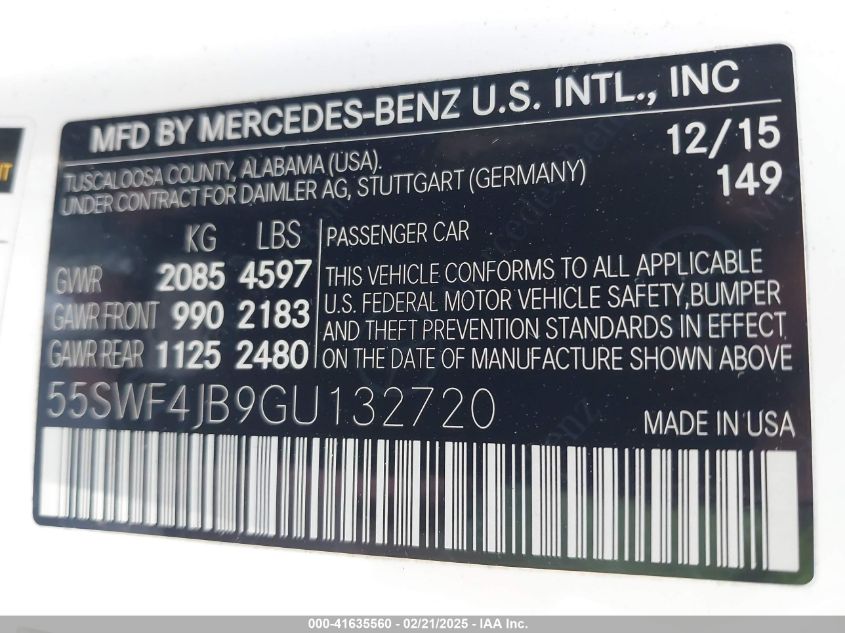 MFD BY MERCEDES-BENZ U.S. INTL., INC
TUSCALOOSA COUNTY, ALABAMA (USA).
UNDER CONTRACT FOR DAIMLER AG, STUTTGART (GERMANY)
12/15
149
KG LBS
GVWR 2085 4597
GAWR FRONT 990 2183
GAWR REAR 1125 2480
PASSENGER CAR
THIS VEHICLE CONFORMS TO ALL APPLICABLE
U.S. FEDERAL MOTOR VEHICLE SAFETY,BUMPER
AND THEFT PREVENTION STANDARDS IN EFFECT
ON THE DATE OF MANUFACTURE SHOWN ABOVE
55SWF4JB9GU132720
MADE IN USA
000-41635560 - 02/21/2025 - IAA Inc.